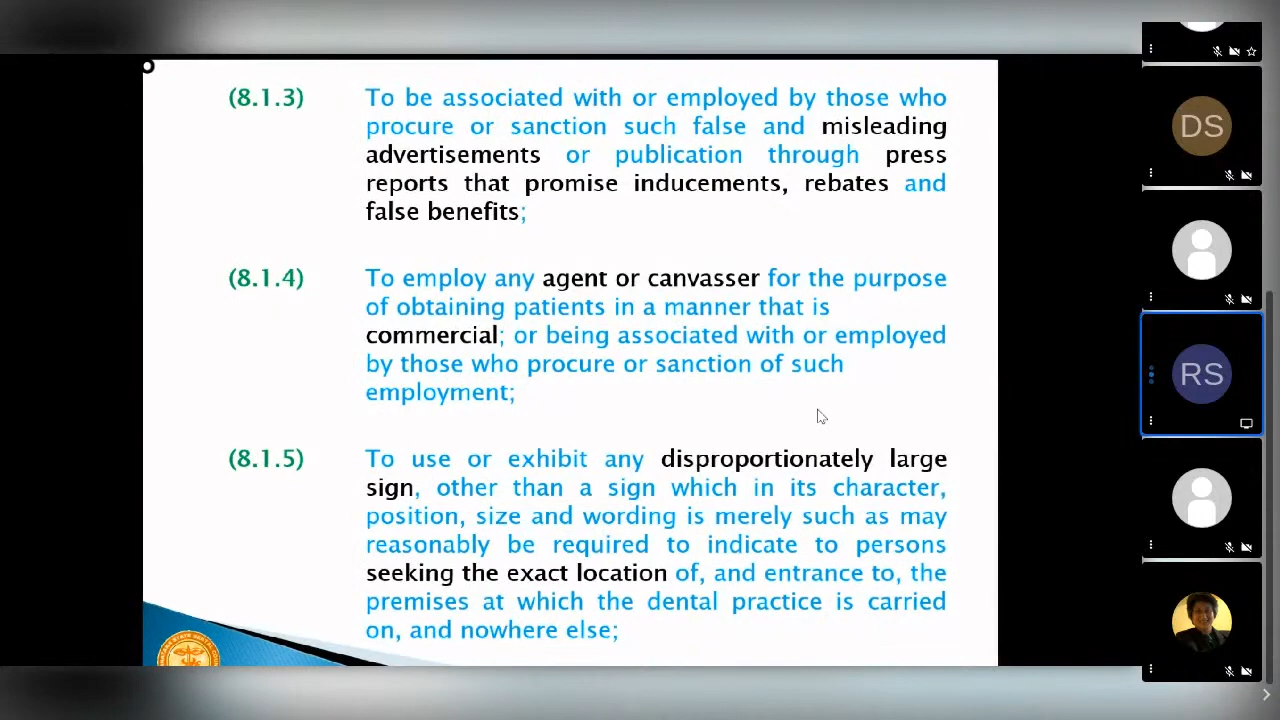 (8.1.3) To be associated with or employed by those who
procure or sanction such false and misleading
advertisements or publication through press
reports that promise inducements, rebates and
false benefits;
(8.1.4) To employ any agent or canvasser for the purpose
of obtaining patients in a manner that is
commercial; or being associated with or employed
by those who procure or sanction of such
employment;
(8.1.5) To use or exhibit any disproportionately large
sign, other than a sign which in its character,
position, size and wording is merely such as may
reasonably be required to indicate to persons
seeking the exact location of, and entrance to, the
premises at which the dental practice is carried
on, and nowhere else;
DS
RS